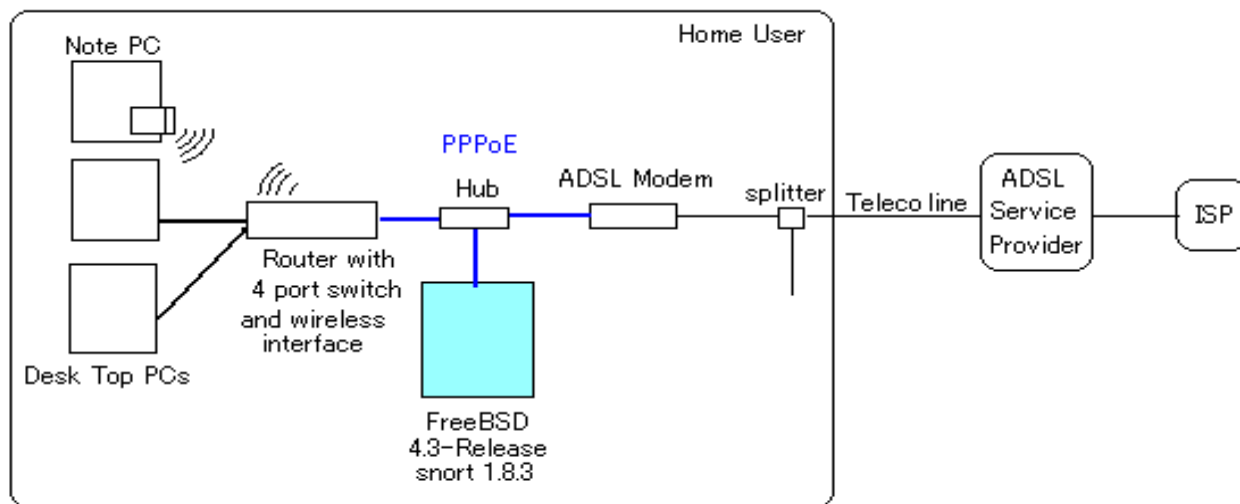 Home User
Note PC
PPPoE
Hub
ADSL Modem
splitter
Teleco line
ADSL
Service
Provider
ISP
Router with
4 port switch
and wireless
interface
Desk Top PCs
FreeBSD
4.3-Release
snort 1.8.3